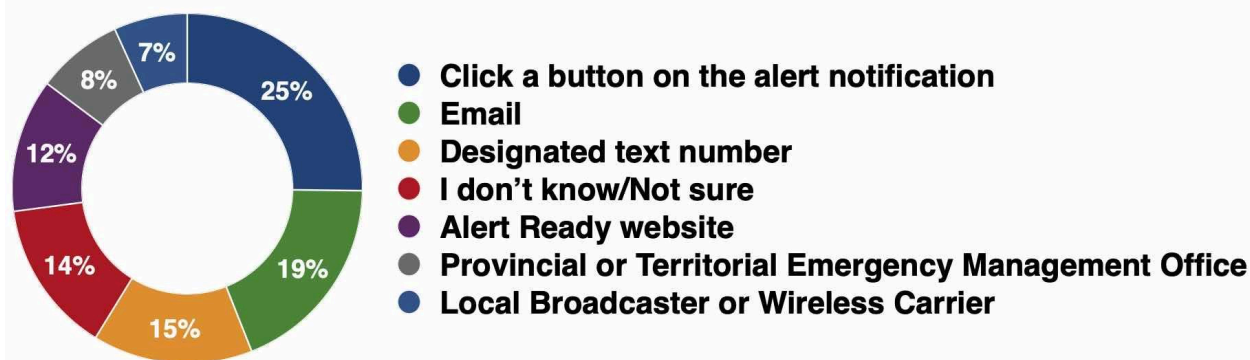 7%
8%
25%
12%
14%
19%
15%
Click a button on the alert notification
Email
Designated text number
I don’t know/Not sure
Alert Ready website
Provincial or Territorial Emergency Management Office
Local Broadcaster or Wireless Carrier